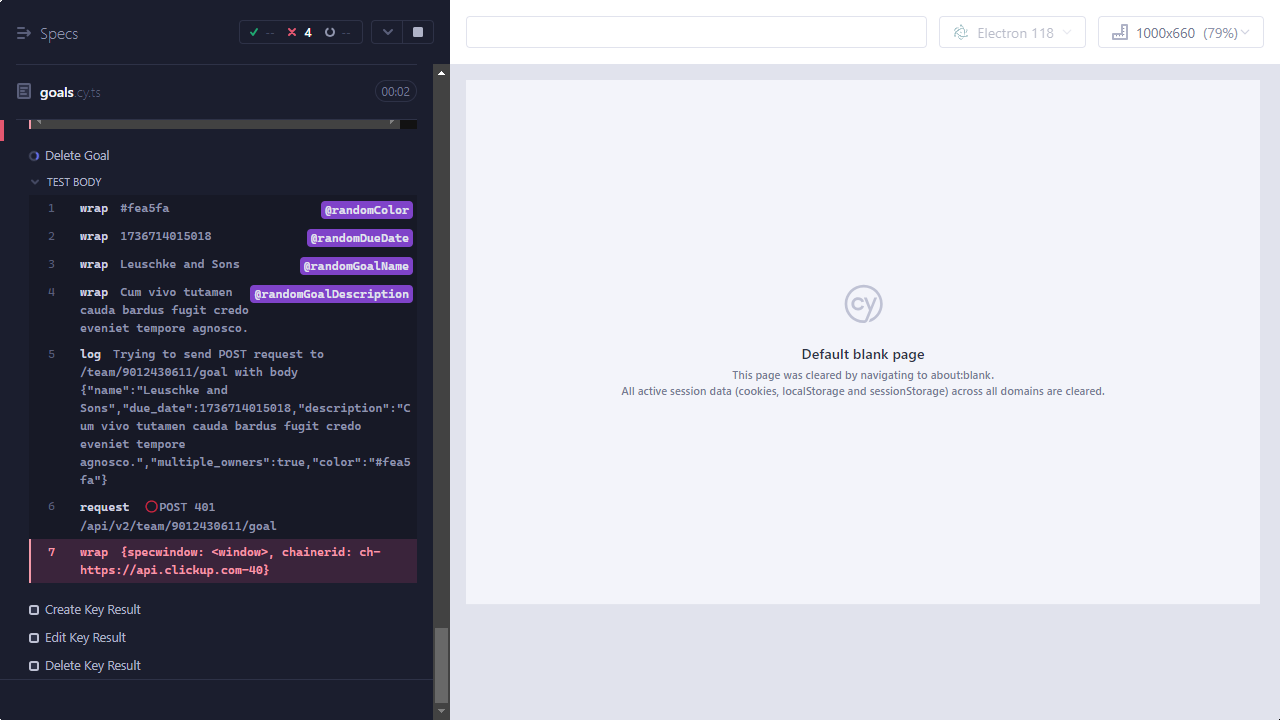 Specs
-- 4 --
Electron 118
1000x660 (79%)
goals.cy.ts
00:02
Delete Goal
TEST BODY
1 wrap #fea5fa @randomColor
2 wrap 1736714015018 @randomDueDate
3 wrap Leuschke and Sons @randomGoalName
4 wrap Cum vivo tutamen @randomGoalDescription
cauda bardus fugit credo
eveniet tempore agnosco.
5 log Trying to send POST request to
/team/9012430611/goal with body
{"name":"Leuschke and
Sons","due_date":1736714015018,"description":"C
um vivo tutamen cauda bardus fugit credo
eveniet tempore
agnosco.","multiple_owners":true,"color":"#fea5
fa"}
6 request POST 401
/api/v2/team/9012430611/goal
7 wrap {specwindow: <window>, chainerid: ch-
https://api.clickup.com-40}
Create Key Result
Edit Key Result
Delete Key Result
cy
Default blank page
This page was cleared by navigating to about:blank.
All active session data (cookies, localStorage and sessionStorage) across all domains are cleared.